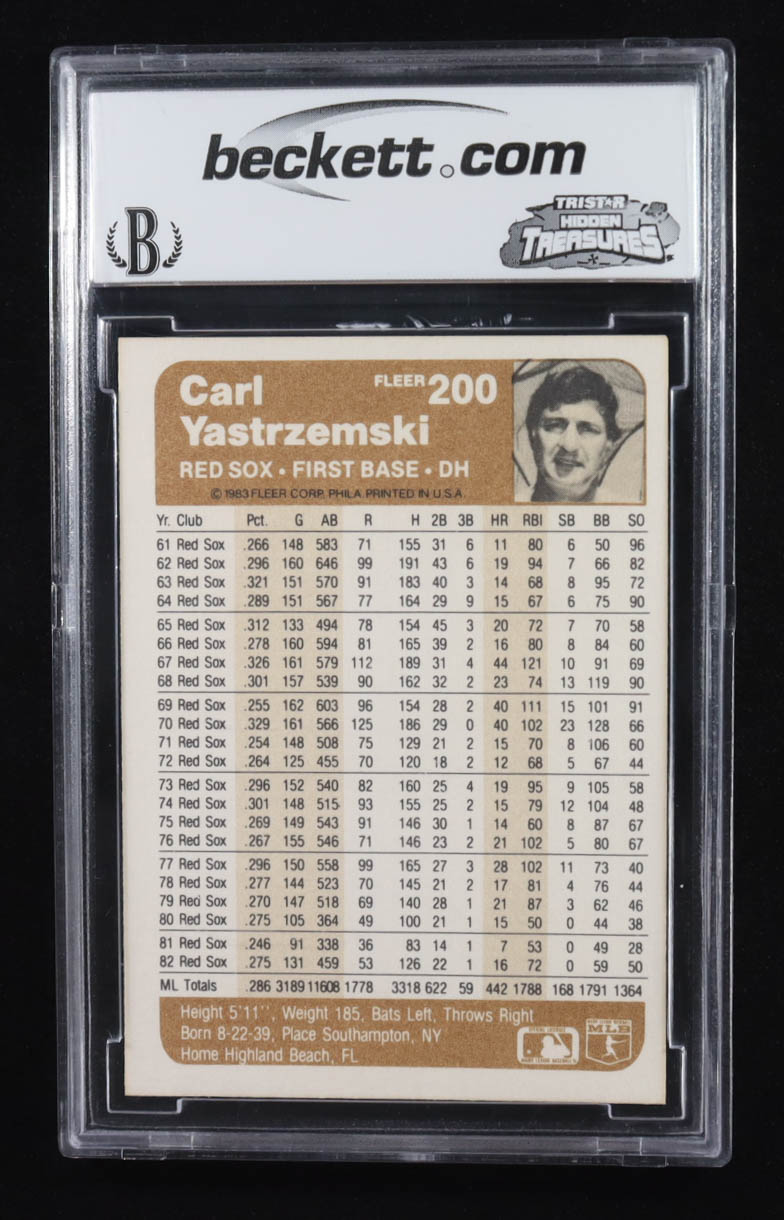 beckett.com
B
TRISTAR
HIDDEN
TREASURES
Carl FLEER 200
Yastrzemski
RED SOX • FIRST BASE • DH
© 1983 FLEER CORP. PHILA. PRINTED IN U.S.A.
Yr. Club Pct. G AB R H 2B 3B HR RBI SB BB SO
61 Red Sox .266 148 583 71 155 31 6 11 80 6 50 96
62 Red Sox .296 160 646 99 191 43 6 19 94 7 66 82
63 Red Sox .321 151 570 91 183 40 3 14 68 8 95 72
64 Red Sox .289 151 567 77 164 29 9 15 67 6 75 90
65 Red Sox .312 133 494 78 154 45 3 20 72 7 70 58
66 Red Sox .278 160 594 81 165 39 2 16 80 8 84 60
67 Red Sox .326 161 579 112 189 31 4 44 121 10 91 69
68 Red Sox .301 157 539 90 162 32 2 23 74 13 119 90
69 Red Sox .255 162 603 96 154 28 2 40 111 15 101 91
70 Red Sox .329 161 566 125 186 29 0 40 102 23 128 66
71 Red Sox .254 148 508 75 129 21 2 15 70 8 106 60
72 Red Sox .264 125 455 70 120 18 2 12 68 5 67 44
73 Red Sox .296 152 540 82 160 25 4 19 95 9 105 58
74 Red Sox .301 148 515 93 155 25 2 15 79 12 104 48
75 Red Sox .269 149 543 91 146 30 1 14 60 8 87 67
76 Red Sox .267 155 546 71 146 23 2 21 102 5 80 67
77 Red Sox .296 150 558 99 165 27 3 28 102 11 73 40
78 Red Sox .277 144 523 70 145 21 2 17 81 4 76 44
79 Red Sox .270 147 518 69 140 28 1 21 87 3 62 46
80 Red Sox .275 105 364 49 100 21 1 15 50 0 44 38
81 Red Sox .246 91 338 36 83 14 1 7 53 0 49 28
82 Red Sox .275 131 459 53 126 22 1 16 72 0 59 50
ML Totals .286 3189 11608 1778 3318 622 59 442 1788 168 1791 1364
Height 5'11'', Weight 185, Bats Left, Throws Right
Born 8-22-39, Place Southampton, NY
Home Highland Beach, FL
MLB